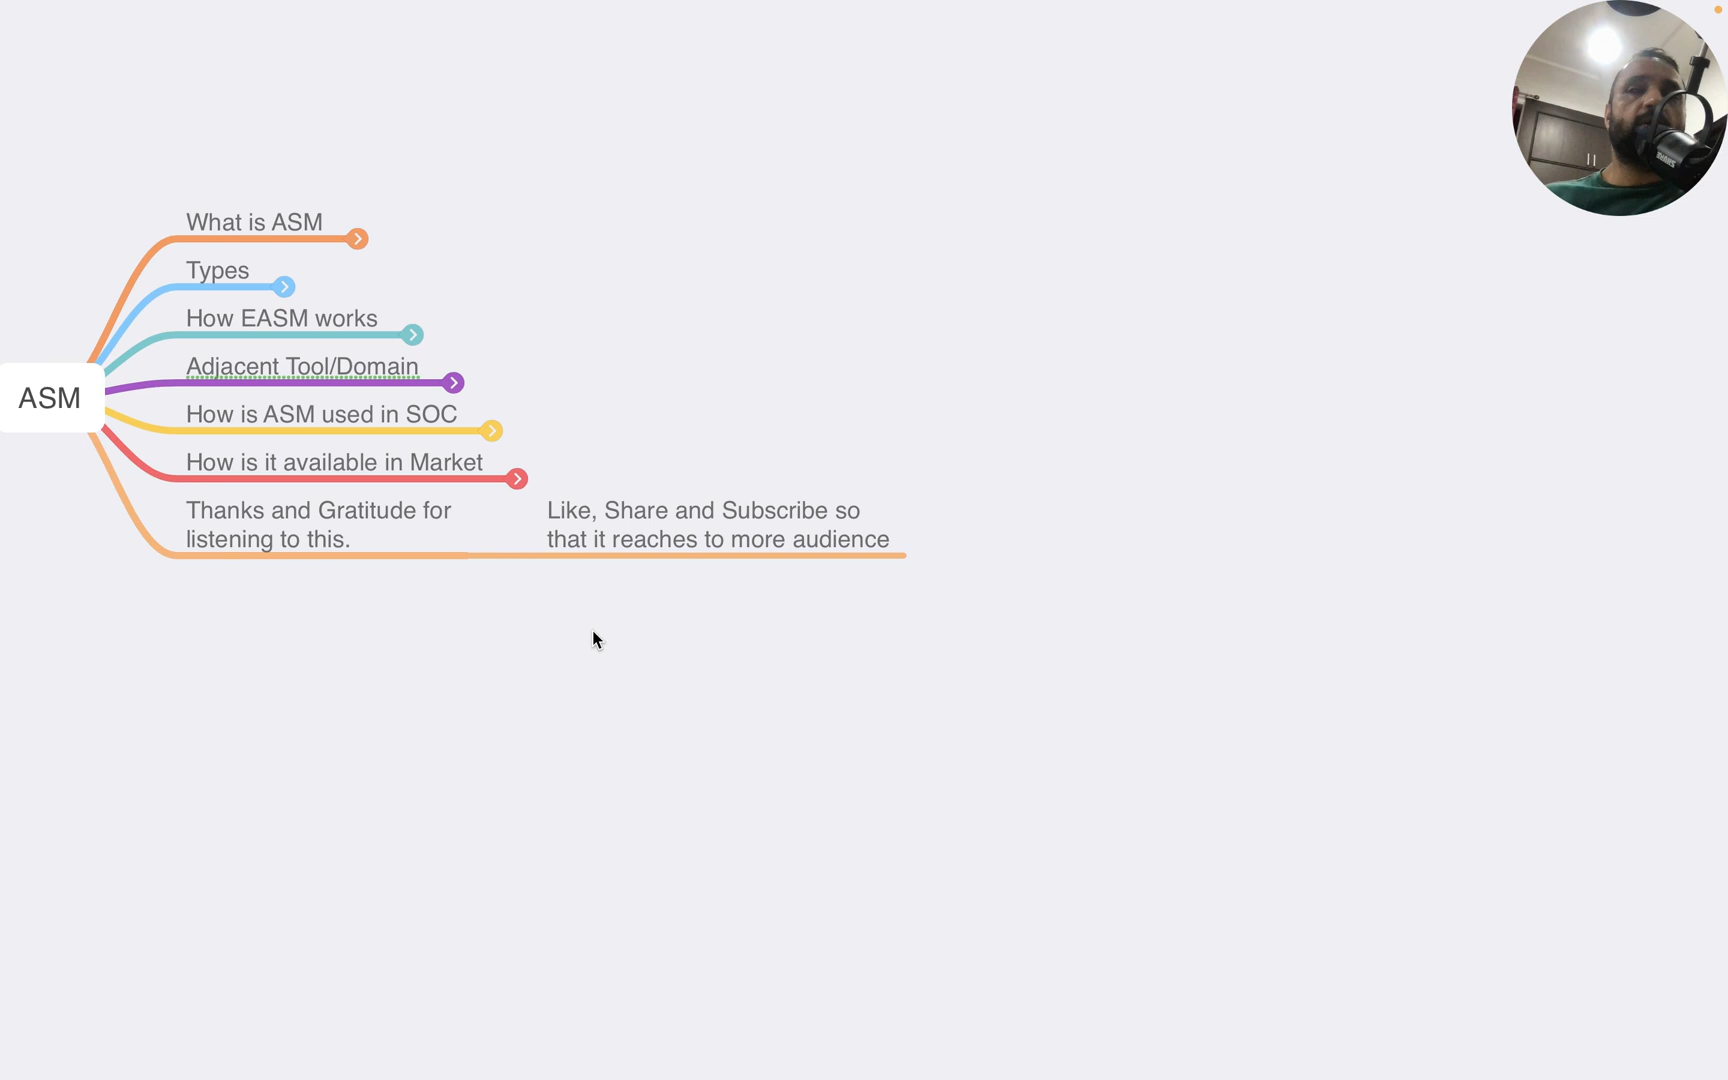 What is ASM
Types
How EASM works
Adjacent Tool/Domain
ASM
How is ASM used in SOC
How is it available in Market
Thanks and Gratitude for
listening to this.
Like, Share and Subscribe so
that it reaches to more audience